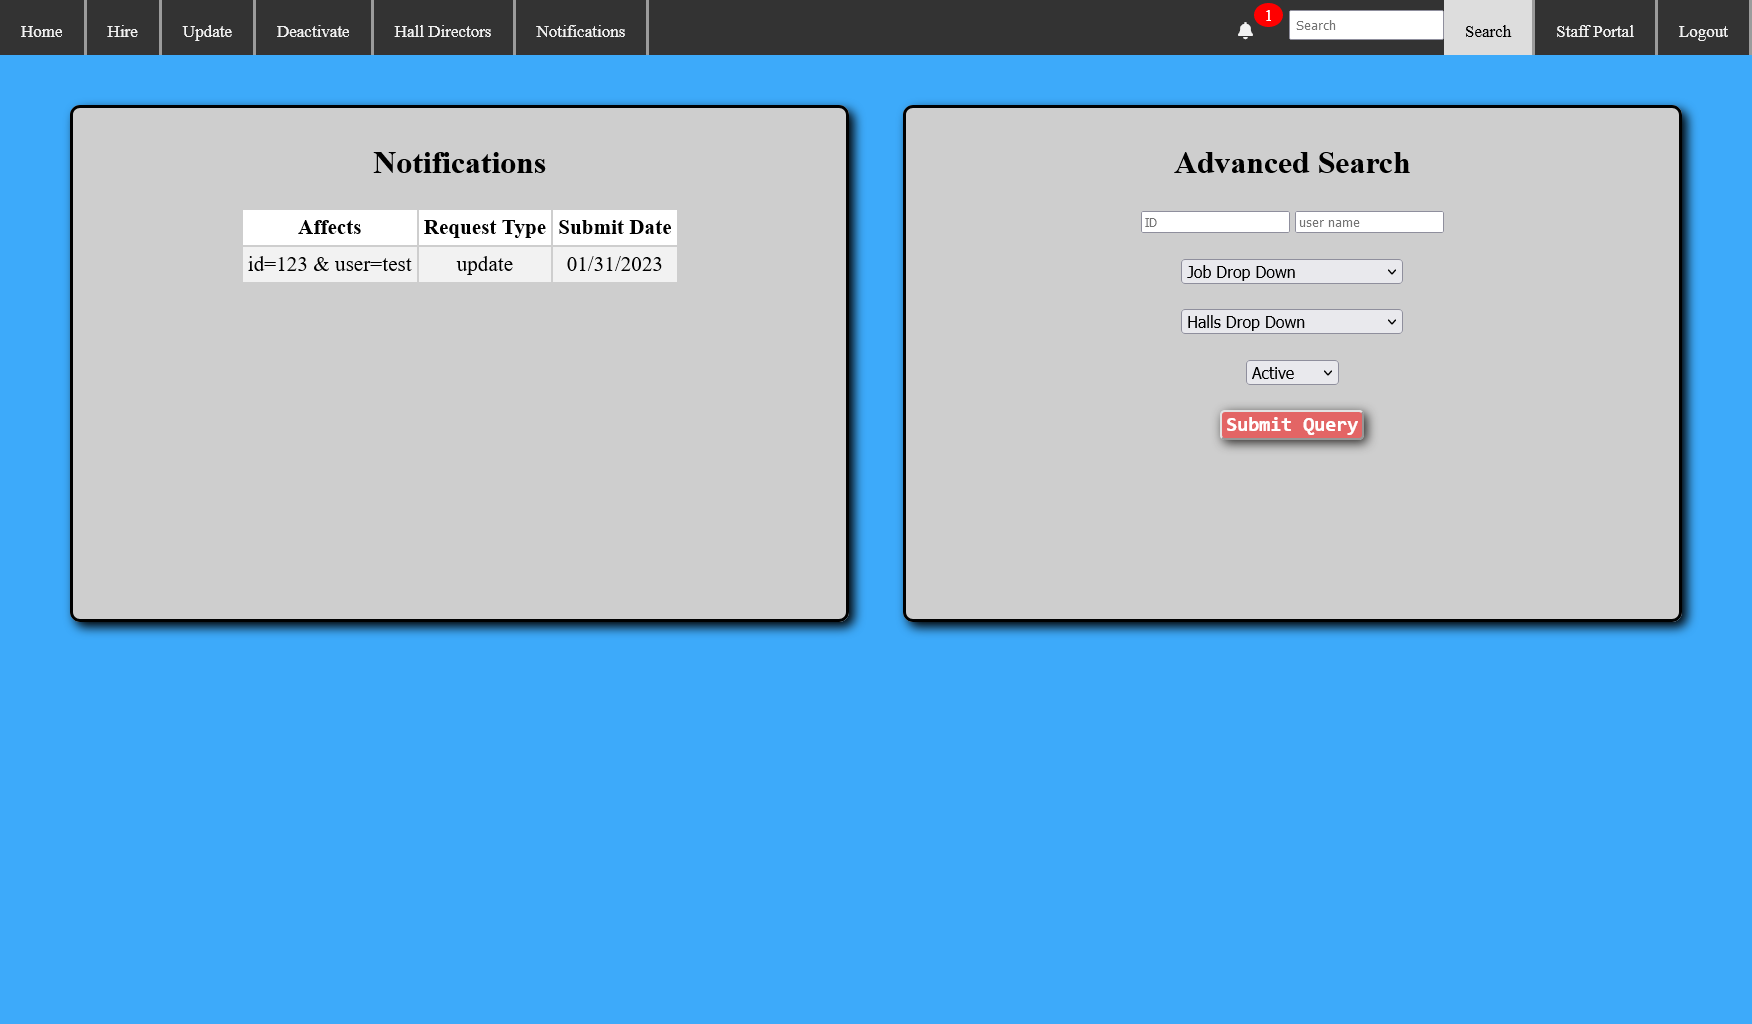 Home Hire Update Deactivate Hall Directors Notifications 1 Search Search Staff Portal Logout
Notifications
Affects Request Type Submit Date
id=123 & user=test update 01/31/2023
Advanced Search
ID user name
Job Drop Down
Halls Drop Down
Active
Submit Query